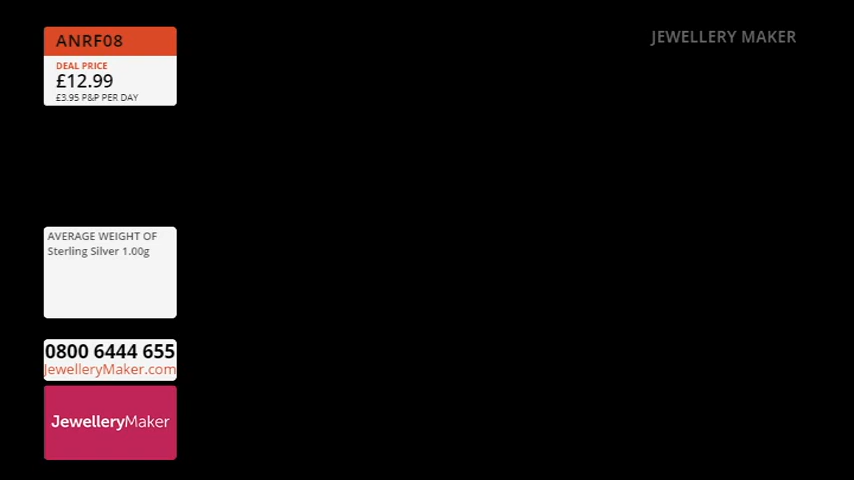 ANRF08
DEAL PRICE
£12.99
£3.95 P&P PER DAY
JEWELLERY MAKER
AVERAGE WEIGHT OF
Sterling Silver 1.00g
0800 6444 655
JewelleryMaker.com
JewelleryMaker